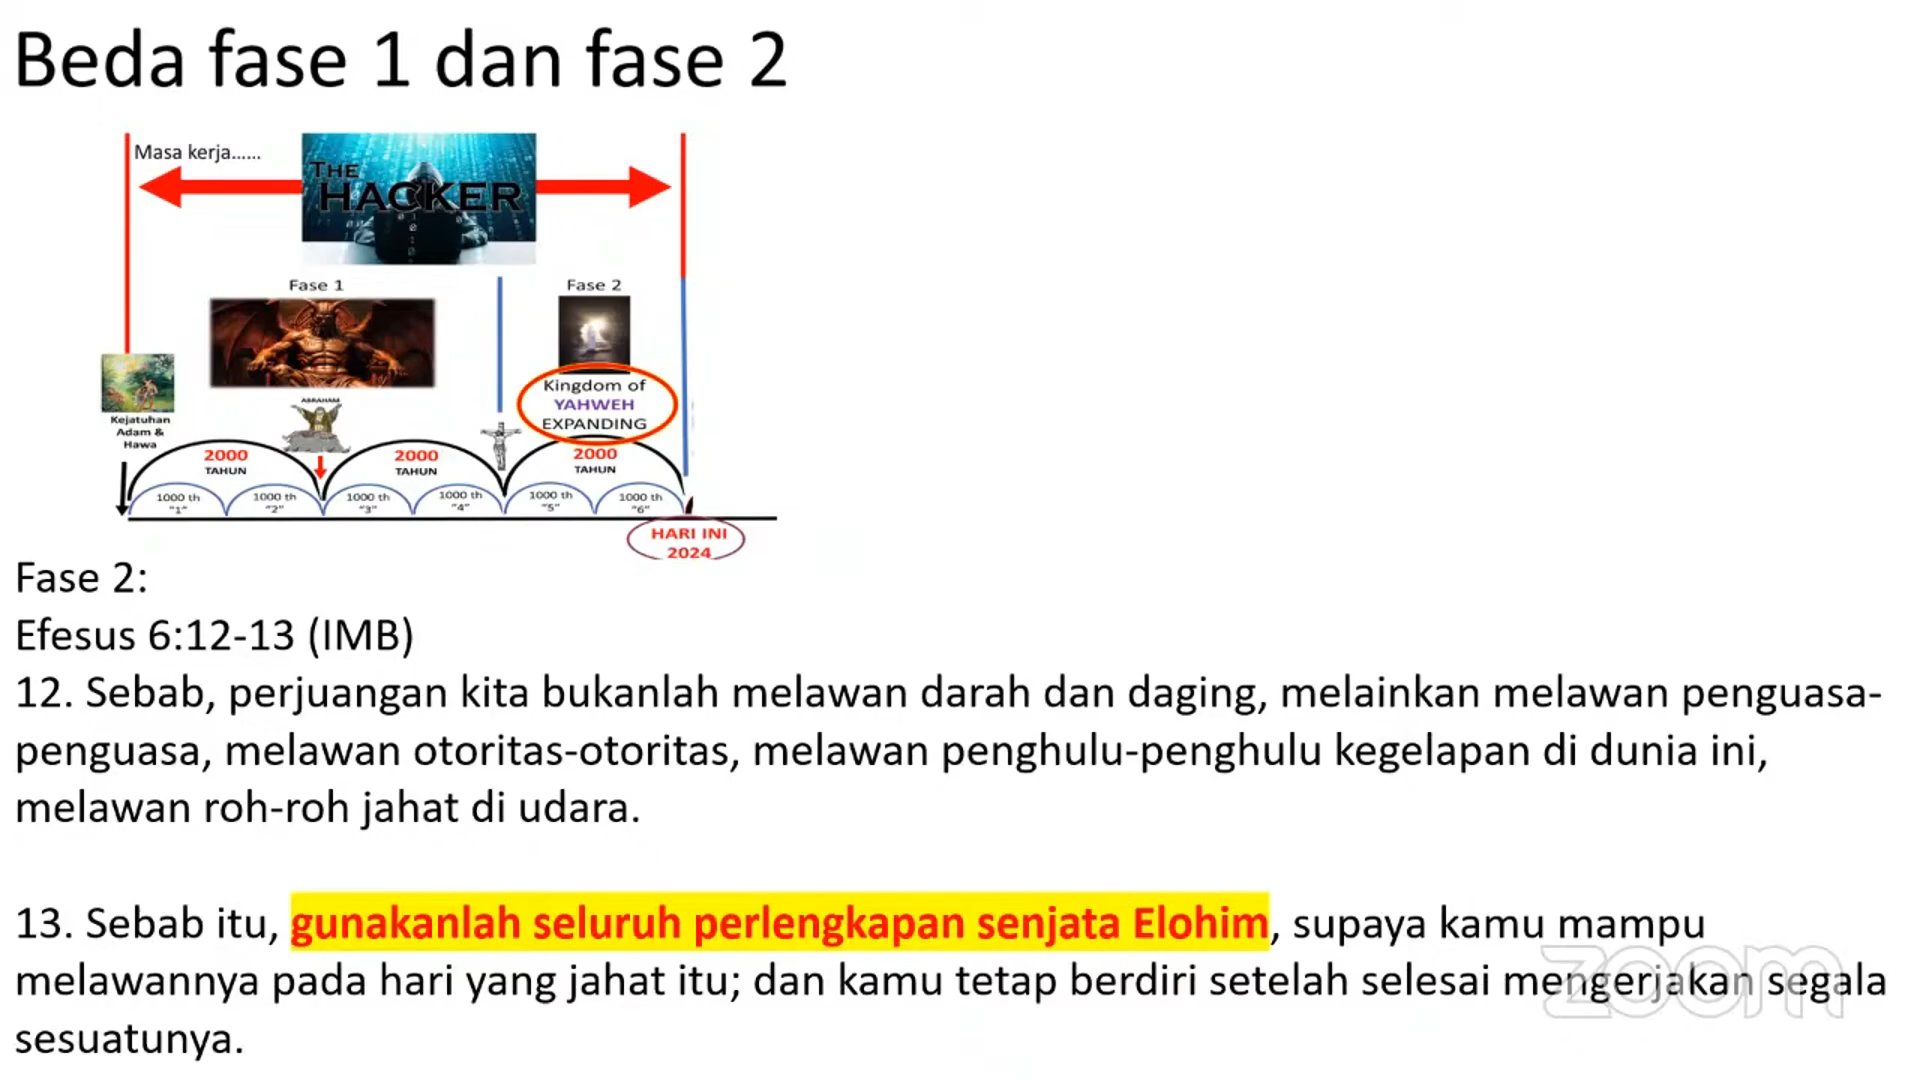 Beda fase 1 dan fase 2
Masa kerja......
THE
HACKER
Fase 1
Fase 2
Kingdom of
YAHWEH
EXPANDING
ABRAHAM
Kejatuhan
Adam &
Hawa
2000
TAHUN
2000
TAHUN
2000
TAHUN
1000 th
"1"
1000 th
"2"
1000 th
"3"
1000 th
"4"
1000 th
"5"
1000 th
"6"
HARI INI
2024
Fase 2:
Efesus 6:12-13 (IMB)
12. Sebab, perjuangan kita bukanlah melawan darah dan daging, melainkan melawan penguasa-
penguasa, melawan otoritas-otoritas, melawan penghulu-penghulu kegelapan di dunia ini,
melawan roh-roh jahat di udara.
13. Sebab itu, gunakanlah seluruh perlengkapan senjata Elohim, supaya kamu mampu
melawannya pada hari yang jahat itu; dan kamu tetap berdiri setelah selesai mengerjakan segala
sesuatunya.
zoom